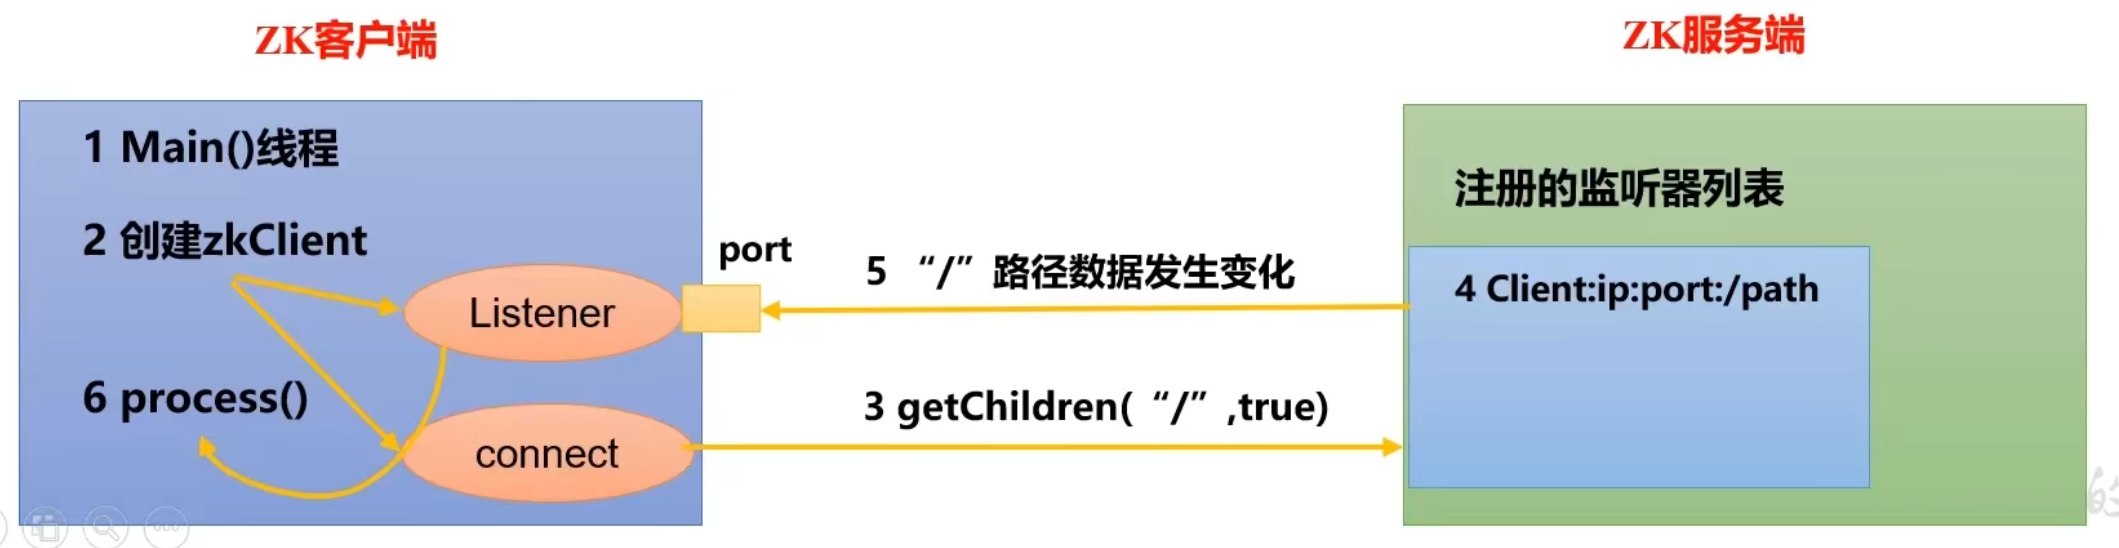 ZK客户端
ZK服务端
1 Main()线程
2 创建zkClient
Listener
port
6 process()
connect
5 “/”路径数据发生变化
3 getChildren(“/”,true)
注册的监听器列表
4 Client:ip:port:/path
的